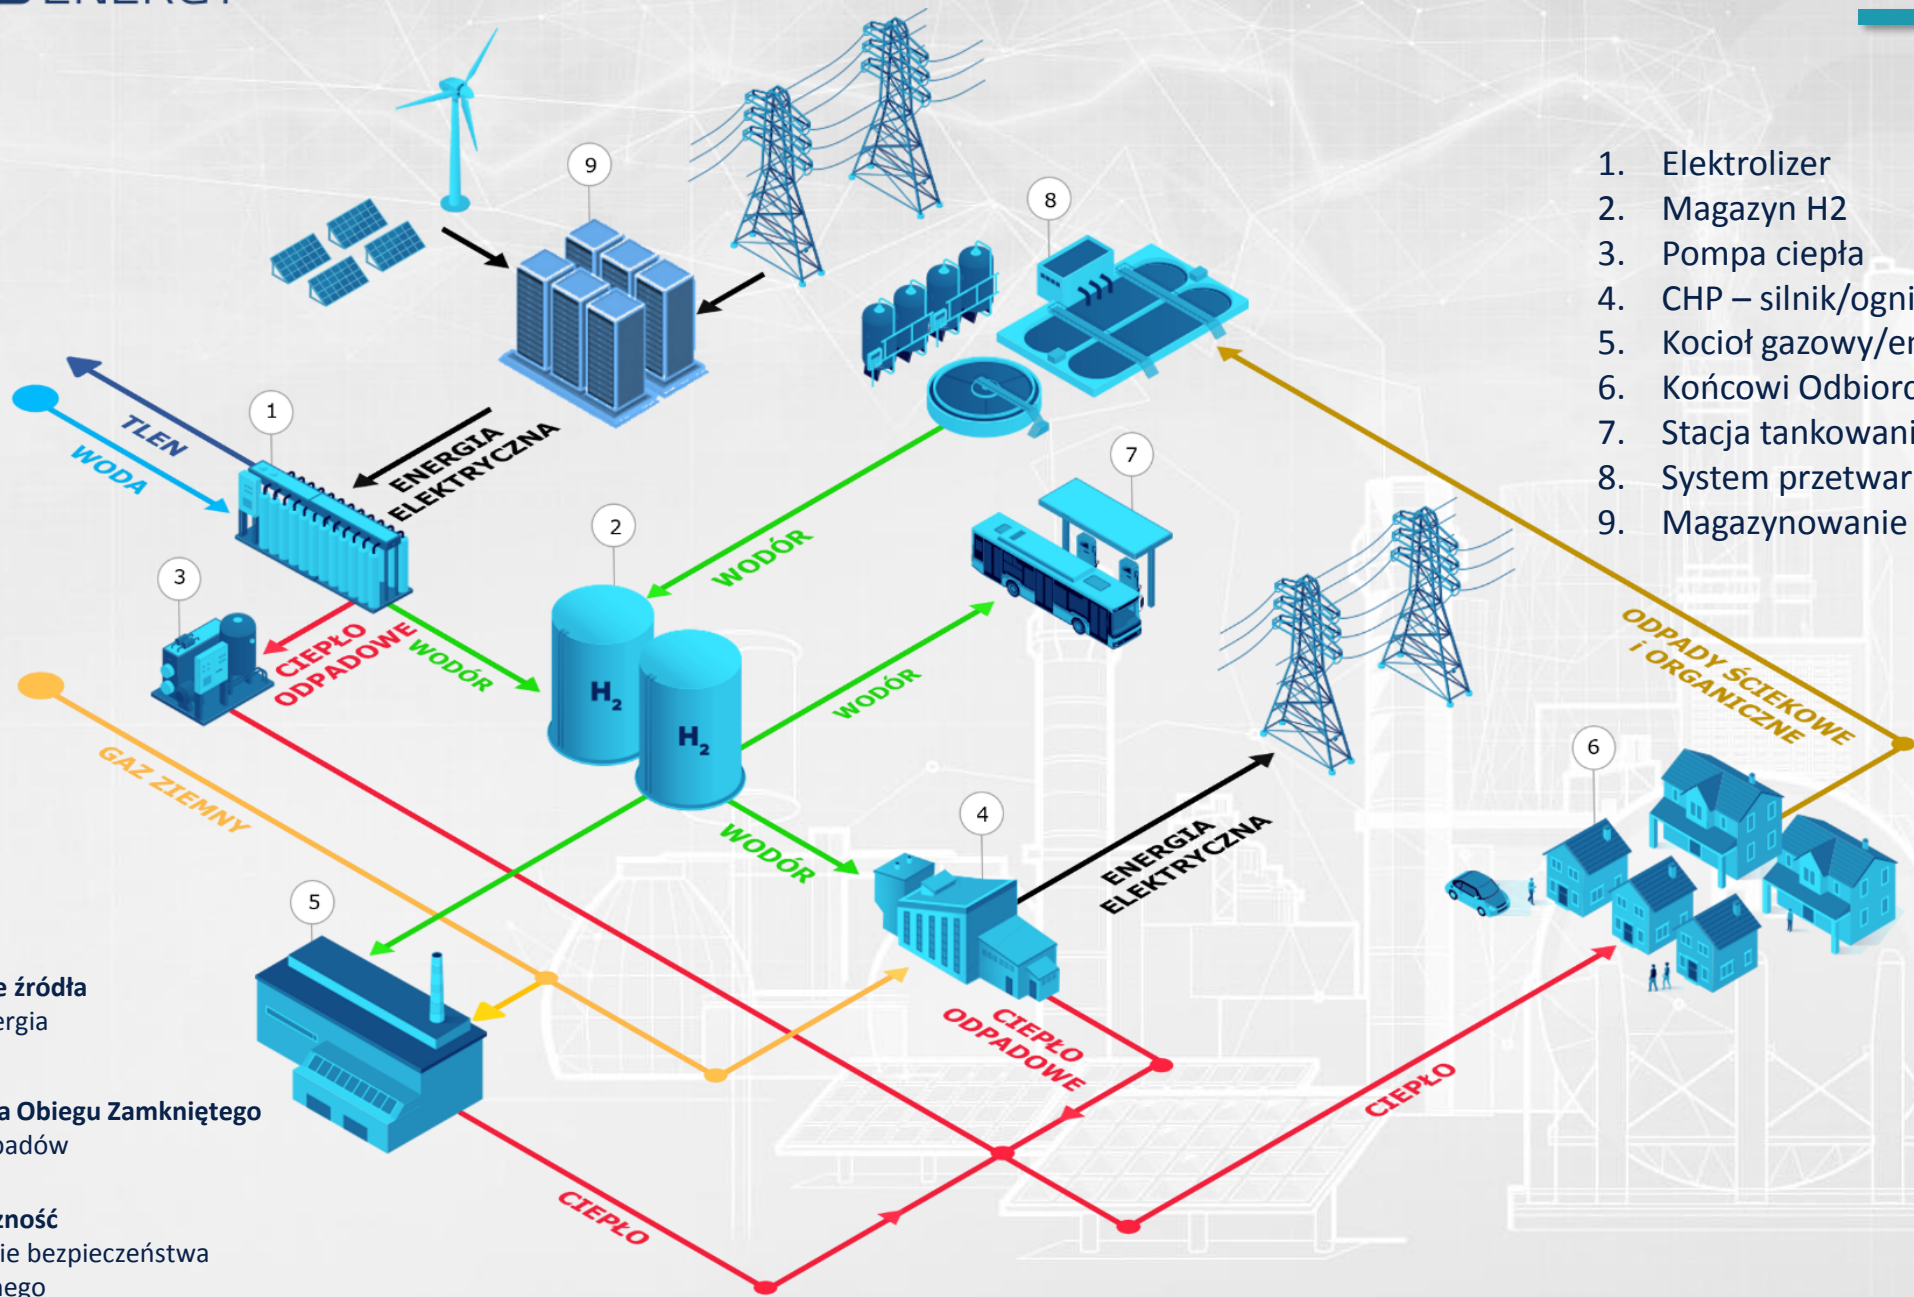 ENERGY
9
8
1. Elektrolizer
2. Magazyn H2
3. Pompa ciepła
4. CHP – silnik/ogni
5. Kocioł gazowy/en
6. Końcowi Odbiorc
7. Stacja tankowani
8. System przetwar
9. Magazynowanie
1
TLEN
WODA
ENERGIA
ELEKTRYCZNA
7
2
WODÓR
3
CIEPŁO
ODPADOWE
WODÓR
H₂
H₂
WODÓR
ODPADY ŚCIEKOWE
i ORGANICZNE
6
GAZ ZIEMNY
WODÓR
4
ENERGIA
ELEKTRYCZNA
5
CIEPŁO
ODPADOWE
CIEPŁO
CIEPŁO
e źródła
ergia
a Obiegu Zamkniętego
padów
zność
ie bezpieczeństwa
nego